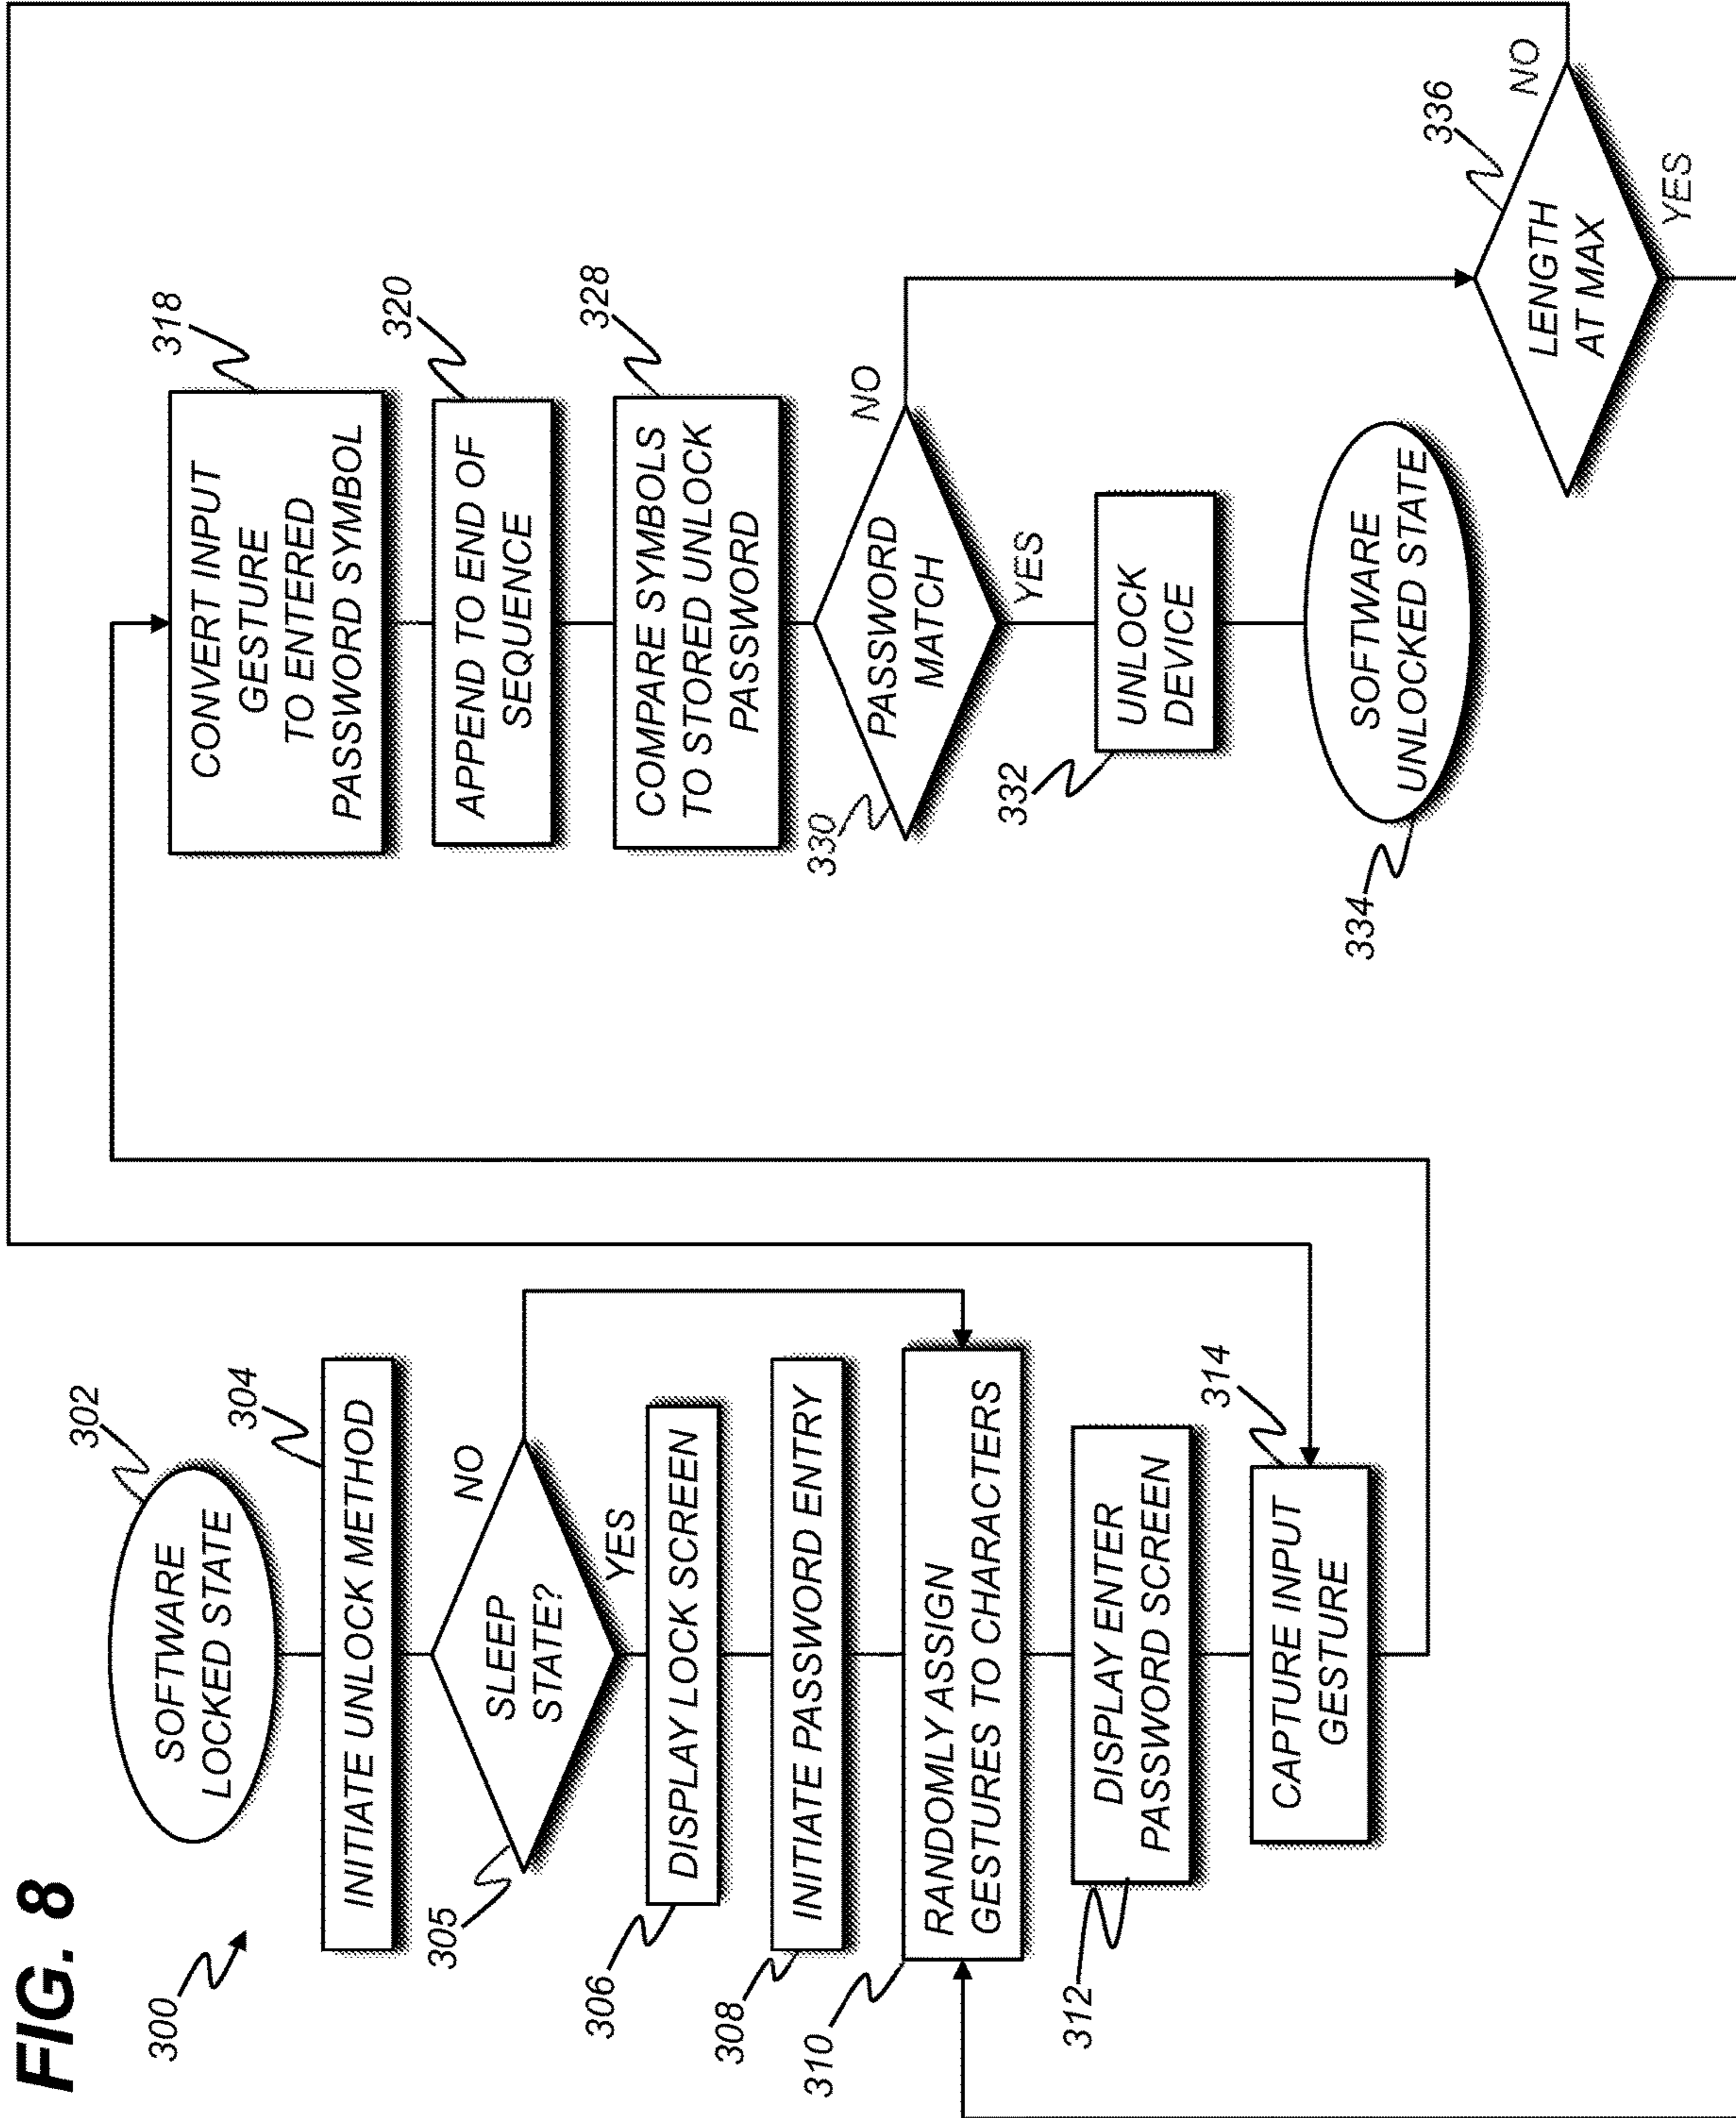 FIG. 8
300
302
SOFTWARE
LOCKED STATE
304
INITIATE UNLOCK METHOD
305
SLEEP
STATE?
NO
YES
306
DISPLAY LOCK SCREEN
308
INITIATE PASSWORD ENTRY
310
RANDOMLY ASSIGN
GESTURES TO CHARACTERS
312
DISPLAY ENTER
PASSWORD SCREEN
314
CAPTURE INPUT
GESTURE
318
CONVERT INPUT
GESTURE
TO ENTERED
PASSWORD SYMBOL
320
APPEND TO END OF
SEQUENCE
328
COMPARE SYMBOLS
TO STORED UNLOCK
PASSWORD
330
PASSWORD
MATCH
NO
YES
332
UNLOCK
DEVICE
334
SOFTWARE
UNLOCKED STATE
336
LENGTH
AT MAX
NO
YES